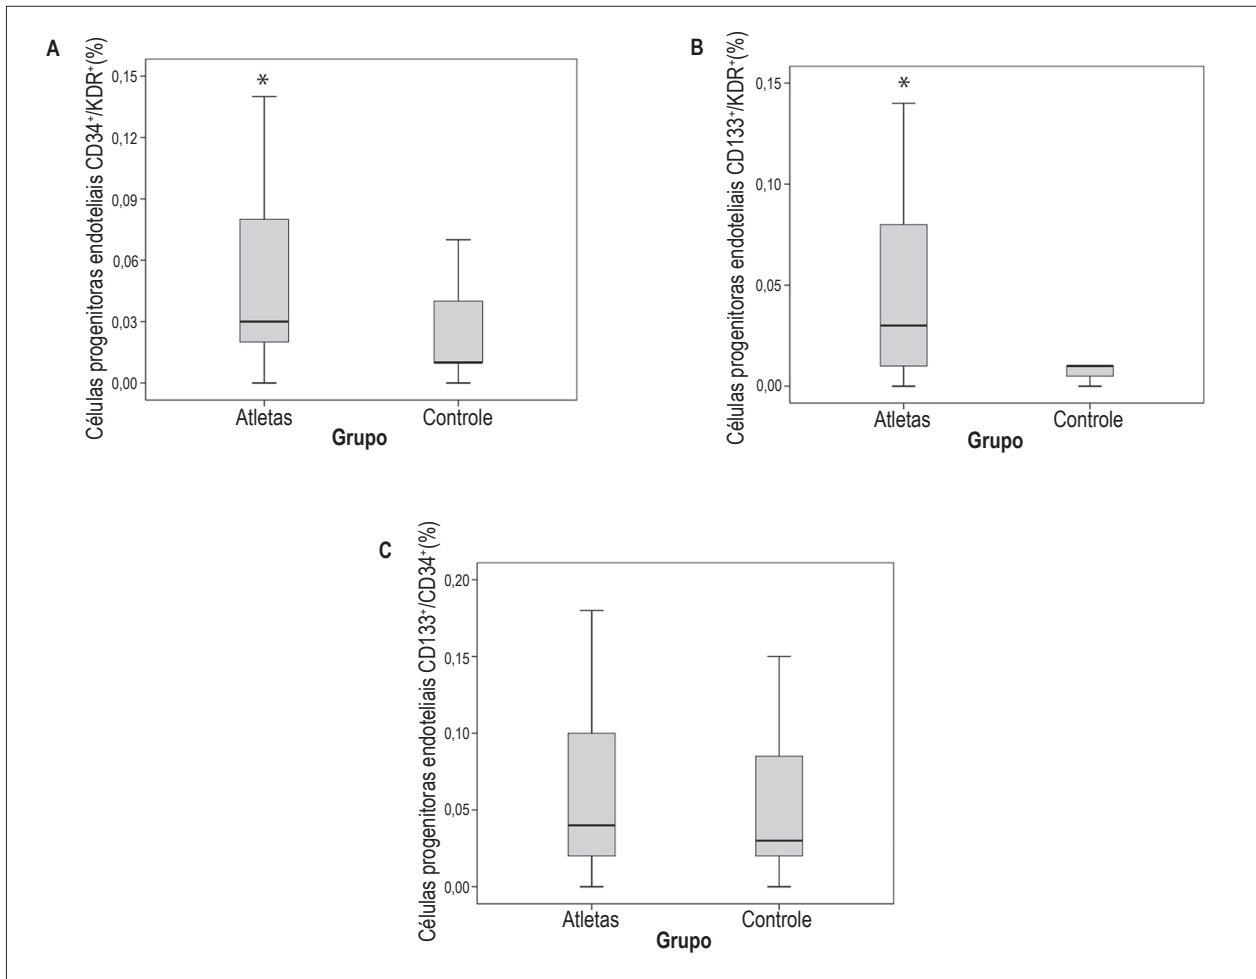 A
Células progenitoras endoteliais CD34⁺/KDR⁺(%)
0,15
0,12
0,09
0,06
0,03
0,00
*
Atletas
Controle
Grupo
B
Células progenitoras endoteliais CD133⁺/KDR⁺(%)
0,15
0,10
0,05
0,00
*
Atletas
Controle
Grupo
C
Células progenitoras endoteliais CD133⁺/CD34⁺(%)
0,20
0,15
0,10
0,05
0,00
Atletas
Controle
Grupo